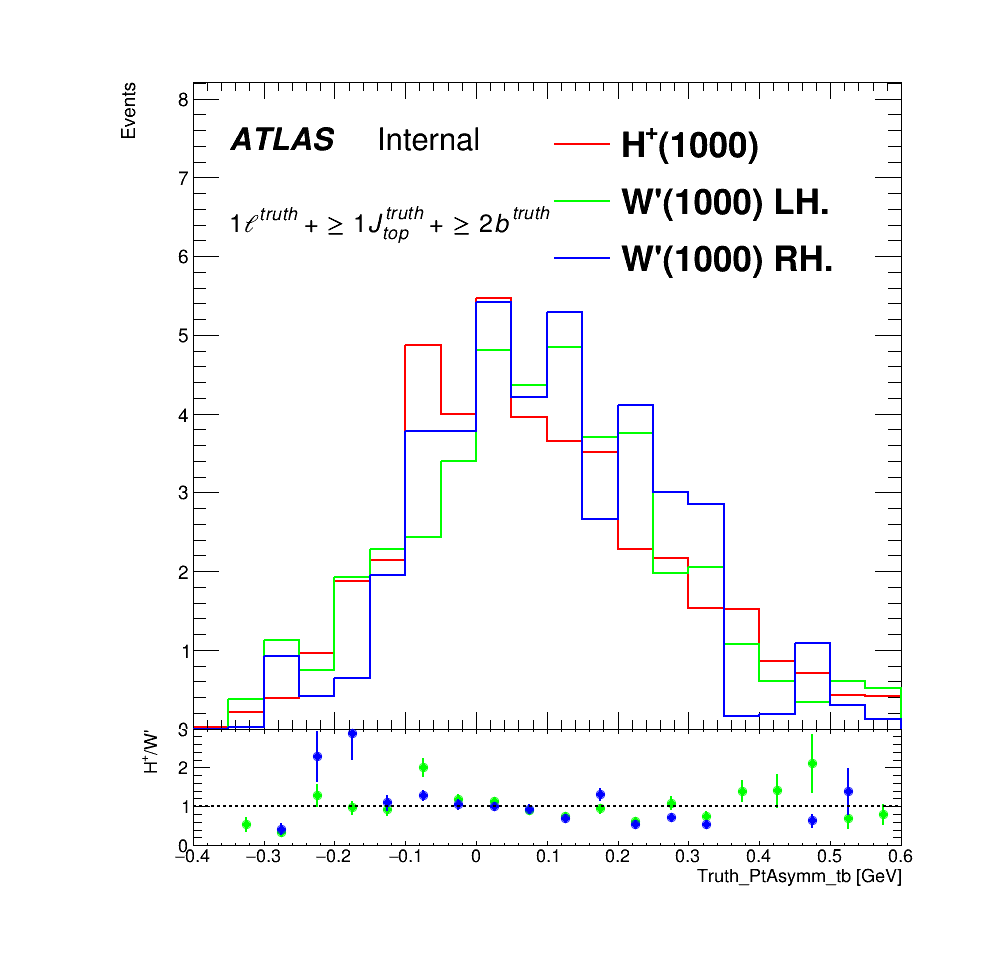 Events
8
ATLAS Internal
H⁺(1000)
7
W'(1000) LH.
1ℓ^truth + ≥ 1J_top^truth + ≥ 2b^truth
6
W'(1000) RH.
5
4
3
2
1
3
H⁺/W'
2
1
0
−0.4 −0.3 −0.2 −0.1 0 0.1 0.2 0.3 0.4 0.5 0.6
Truth_PtAsymm_tb [GeV]